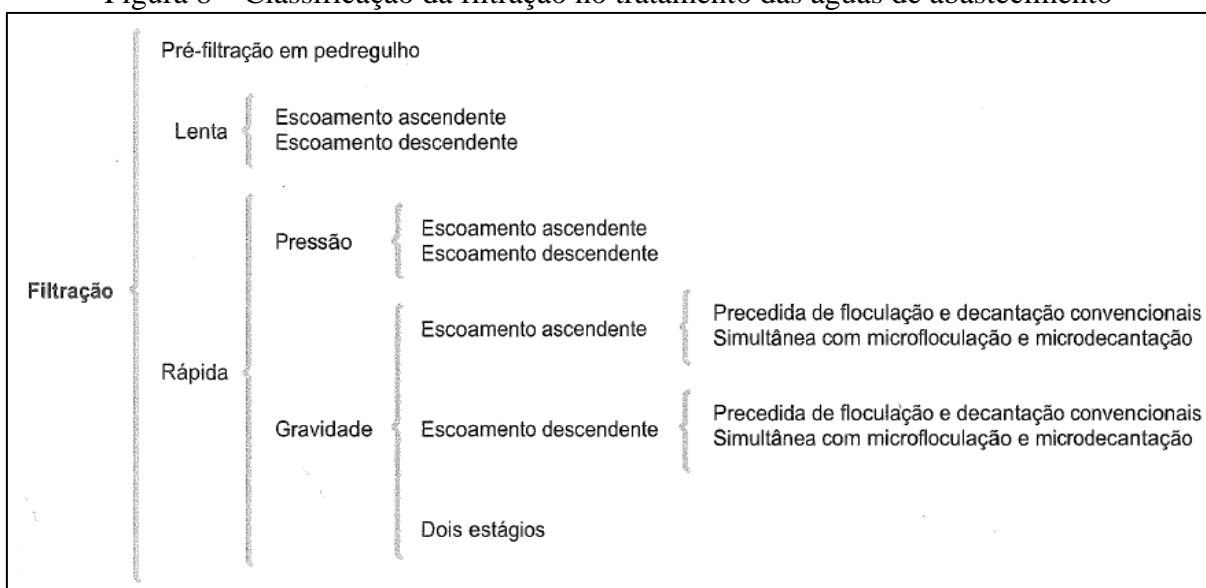 Figura 8 – Classificação da filtração no tratamento das águas de abastecimento
Pré-filtração em pedregulho
Lenta
Escoamento ascendente
Escoamento descendente
Filtração
Rápida
Pressão
Escoamento ascendente
Escoamento descendente
Gravidade
Escoamento ascendente
Precedida de floculação e decantação convencionais
Simultânea com microfloculação e microdecantação
Escoamento descendente
Precedida de floculação e decantação convencionais
Simultânea com microfloculação e microdecantação
Dois estágios